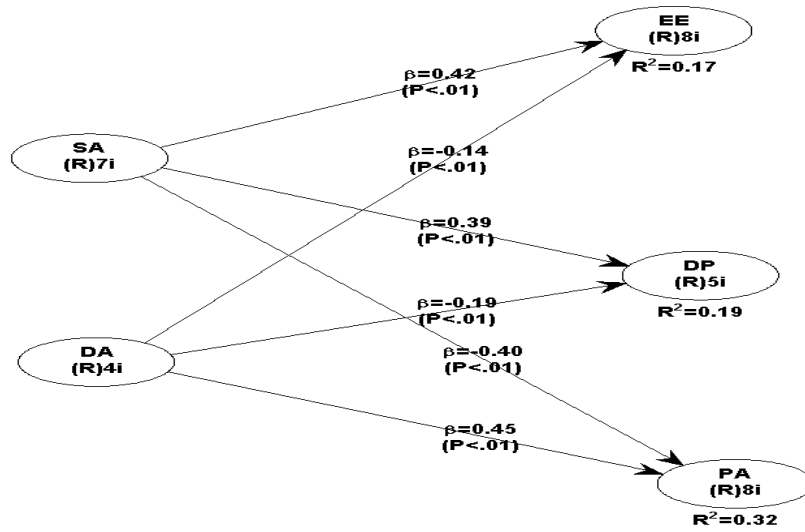 EE
(R)8i
R²=0.17
β=0.42
(P<.01)
SA
(R)7i
β=-0.14
(P<.01)
β=0.39
(P<.01)
DP
(R)5i
R²=0.19
β=-0.19
(P<.01)
DA
(R)4i
β=-0.40
(P<.01)
β=0.45
(P<.01)
PA
(R)8i
R²=0.32